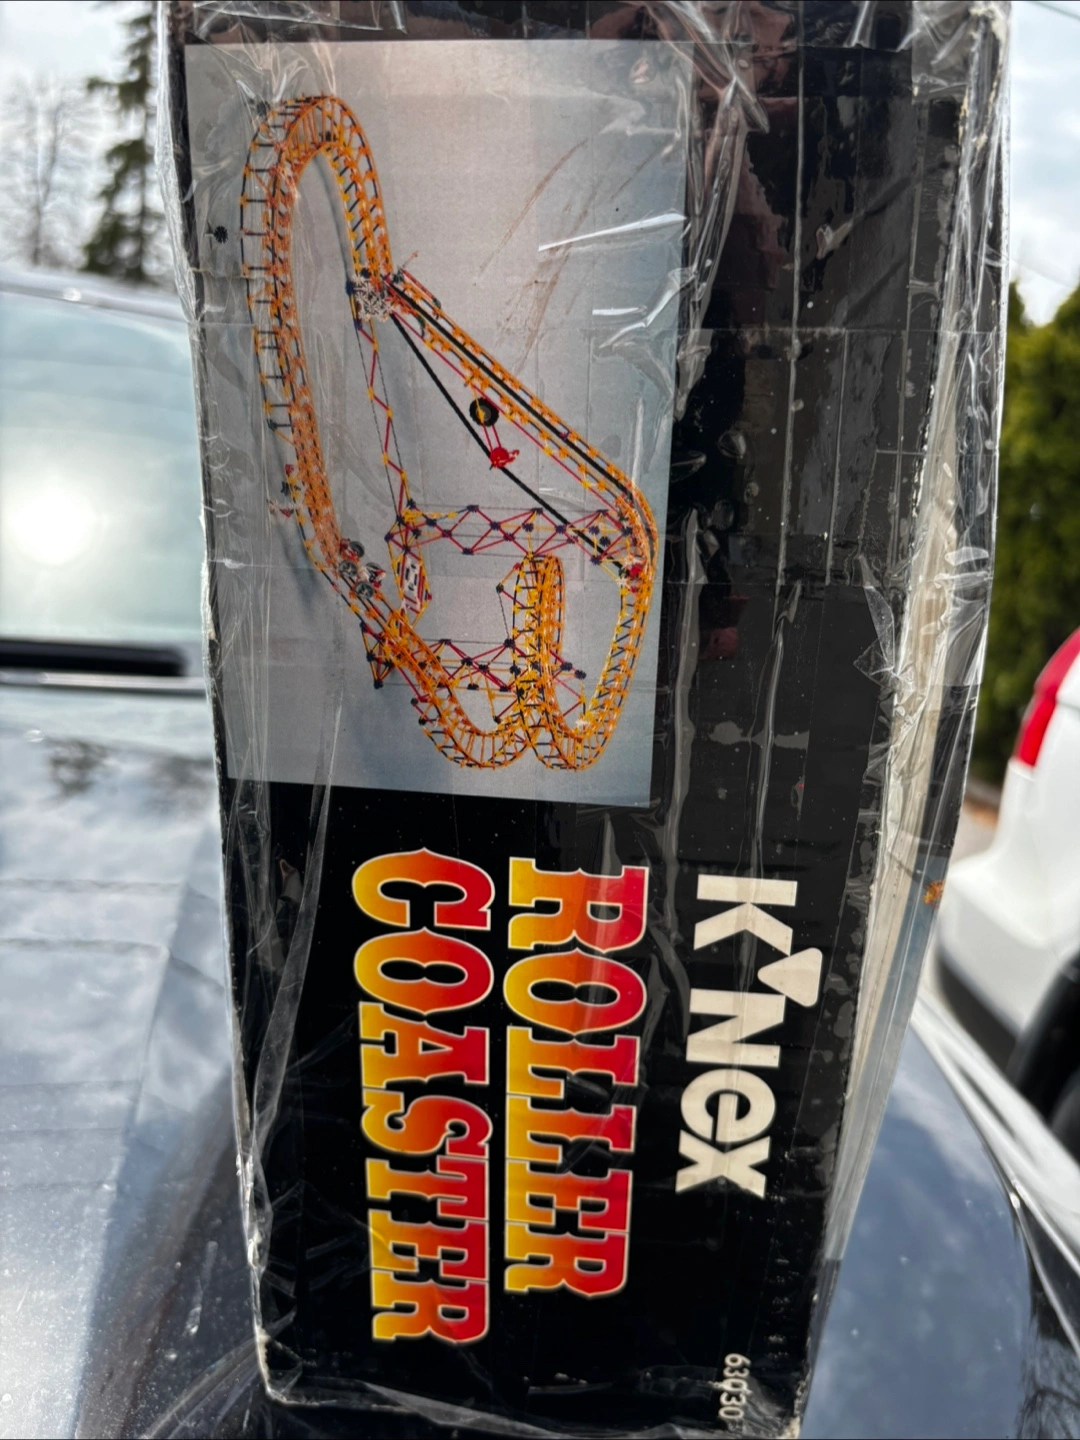 K'NEX
ROLLER
COASTER
63030